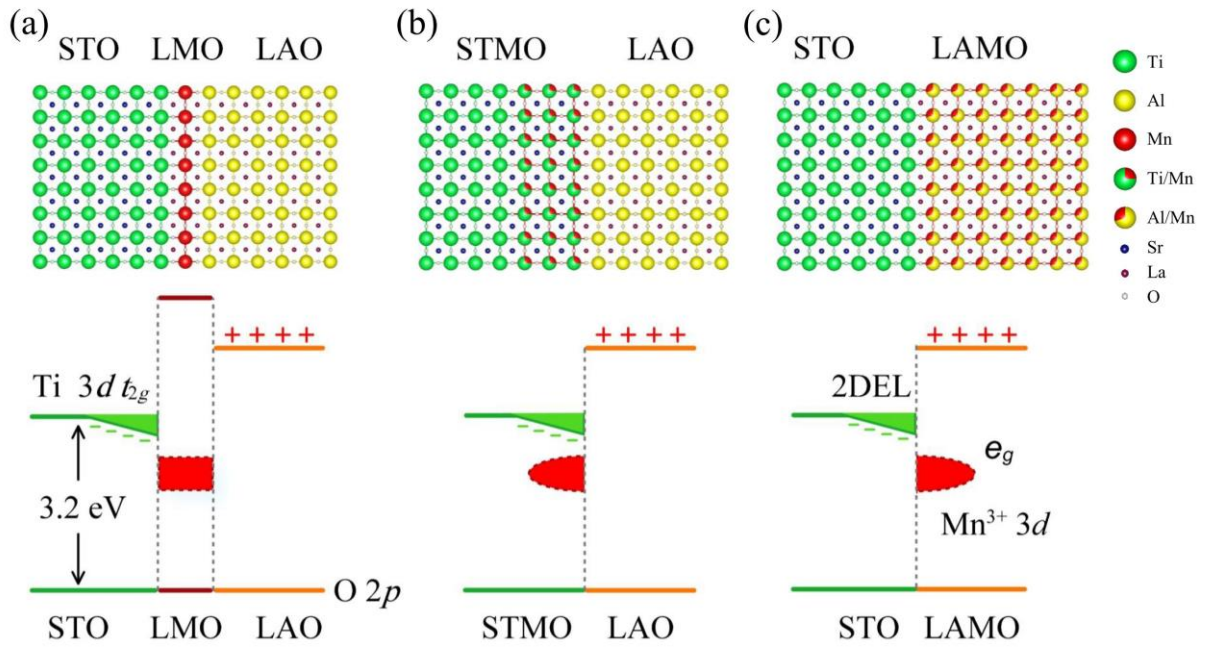 (a)
STO LMO LAO
(b)
STMO LAO
(c)
STO LAMO
Ti
Al
Mn
Ti/Mn
Al/Mn
Sr
La
O
+ + + +
Ti 3d t2g
3.2 eV
O 2p
STO LMO LAO
+ + + +
STMO LAO
+ + + +
2DEL
eg
Mn³⁺ 3d
STO LAMO